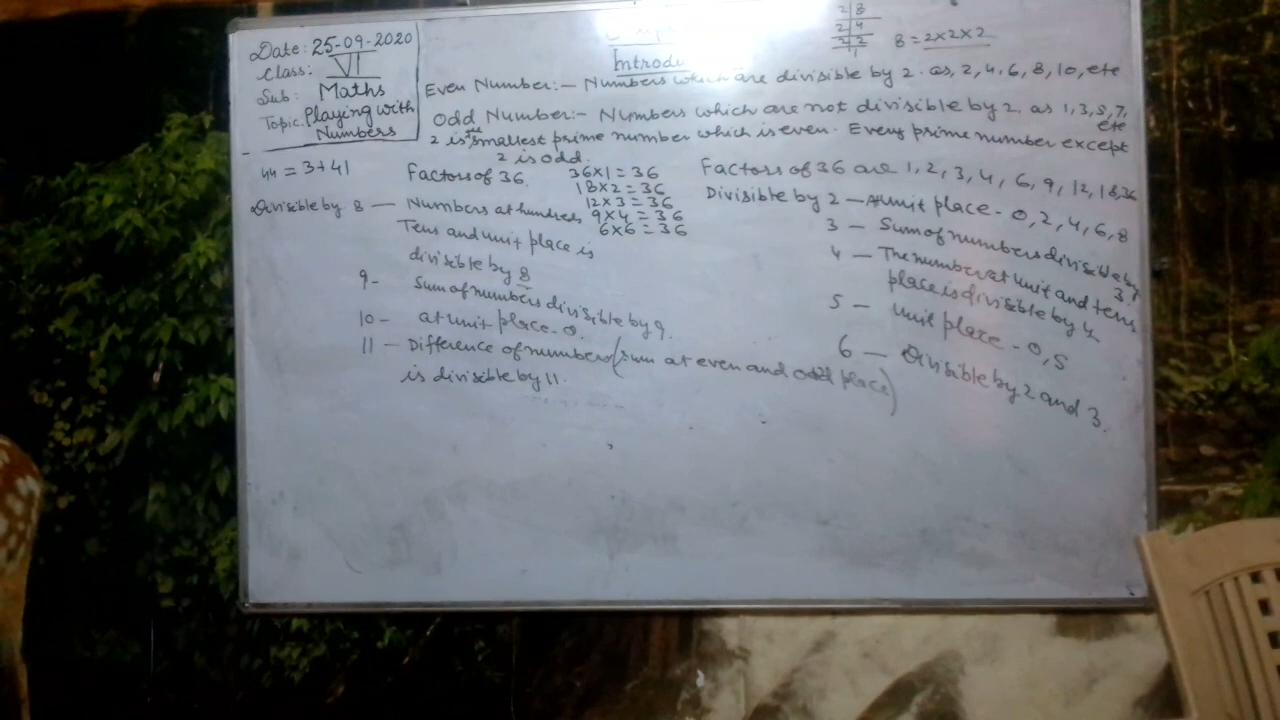 Date: 25-09-2020
Class: VI
Sub: Maths
Topic: Playing with
Numbers
2 | 8
2 | 4
2 | 2
1
8 = 2×2×2
Introdu
Even Number:- Numbers which are divisible by 2. as, 2, 4, 6, 8, 10, etc
Odd Number:- Numbers which are not divisible by 2. as 1, 3, 5, 7,
etc
2 is the smallest prime number which is even. Every prime number except
2 is odd.
44 = 3+41
Factors of 36
36×1 = 36
18×2 = 36
12×3 = 36
9×4 = 36
6×6 = 36
Factors of 36 are 1, 2, 3, 4, 6, 9, 12, 18, 36
Divisible by 2 - At unit place - 0, 2, 4, 6, 8
3 - Sum of numbers divisible by
3.
4 - The number at unit and tens
place is divisible by 4
5 - unit place - 0, 5
6 - Divisible by 2 and 3.
Divisible by 8 - Numbers at hundreds
Tens and unit place is
divisible by 8
9- Sum of numbers divisible by 9.
10- at unit place - 0.
11 - Difference of numbers (sum at even and odd place)
is divisible by 11.